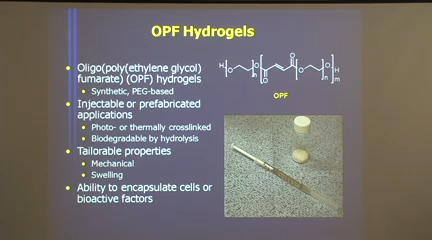 OPF Hydrogels
• Oligo(poly(ethylene glycol)
fumarate) (OPF) hydrogels
• Synthetic, PEG-based
• Injectable or prefabricated
applications
• Photo- or thermally crosslinked
• Biodegradable by hydrolysis
• Tailorable properties
• Mechanical
• Swelling
• Ability to encapsulate cells or
bioactive factors
H O O n O O O O n H m
OPF